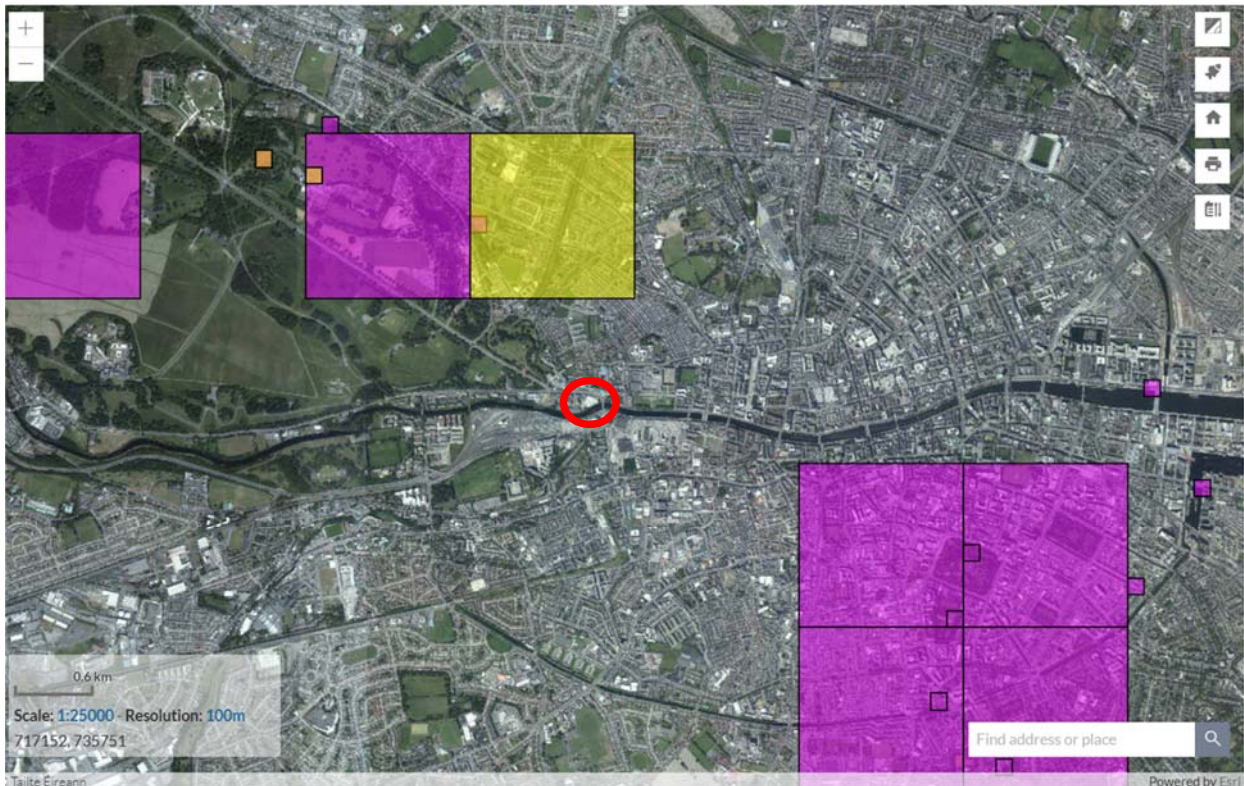 +
−
0.6 km
Scale: 1:25000 - Resolution: 100m
717152, 735751
Find address or place
Tailte Éireann
Powered by Esri